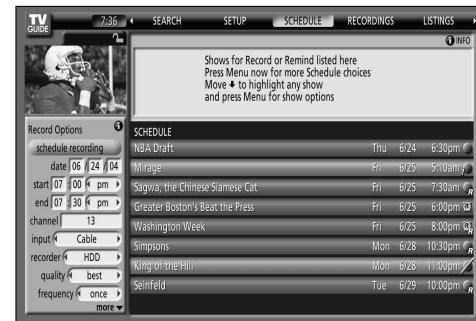 TV
GUIDE
7:36
SEARCH SETUP SCHEDULE RECORDINGS LISTINGS
INFO
Shows for Record or Remind listed here
Press Menu now for more Schedule choices
Move to highlight any show
and press Menu for show options
Record Options
schedule recording
date 06 / 24 / 04
start 07 : 00 pm
end 07 : 30 pm
channel 13
input Cable
recorder HDD
quality best
frequency once
more
SCHEDULE
NBA Draft Thu 6/24 6:30pm
Mirage Fri 6/25 5:10am
Sagwa, the Chinese Siamese Cat Fri 6/25 7:30am R
Greater Boston's Beat the Press Fri 6/25 6:00pm
Washington Week Fri 6/25 8:00pm R
Simpsons Mon 6/28 10:30pm R
King of the Hill Mon 6/28 11:00pm
Seinfeld Tue 6/29 10:00pm R